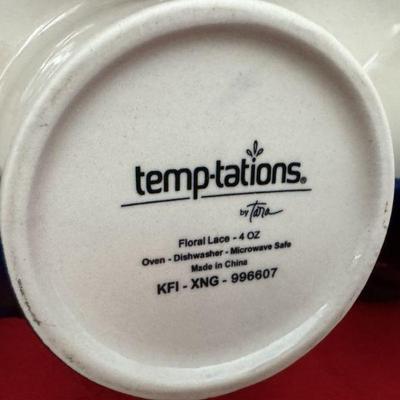 temp-tations®
by Tara
Floral Lace - 4 OZ
Oven - Dishwasher - Microwave Safe
Made in China
KFI - XNG - 996607